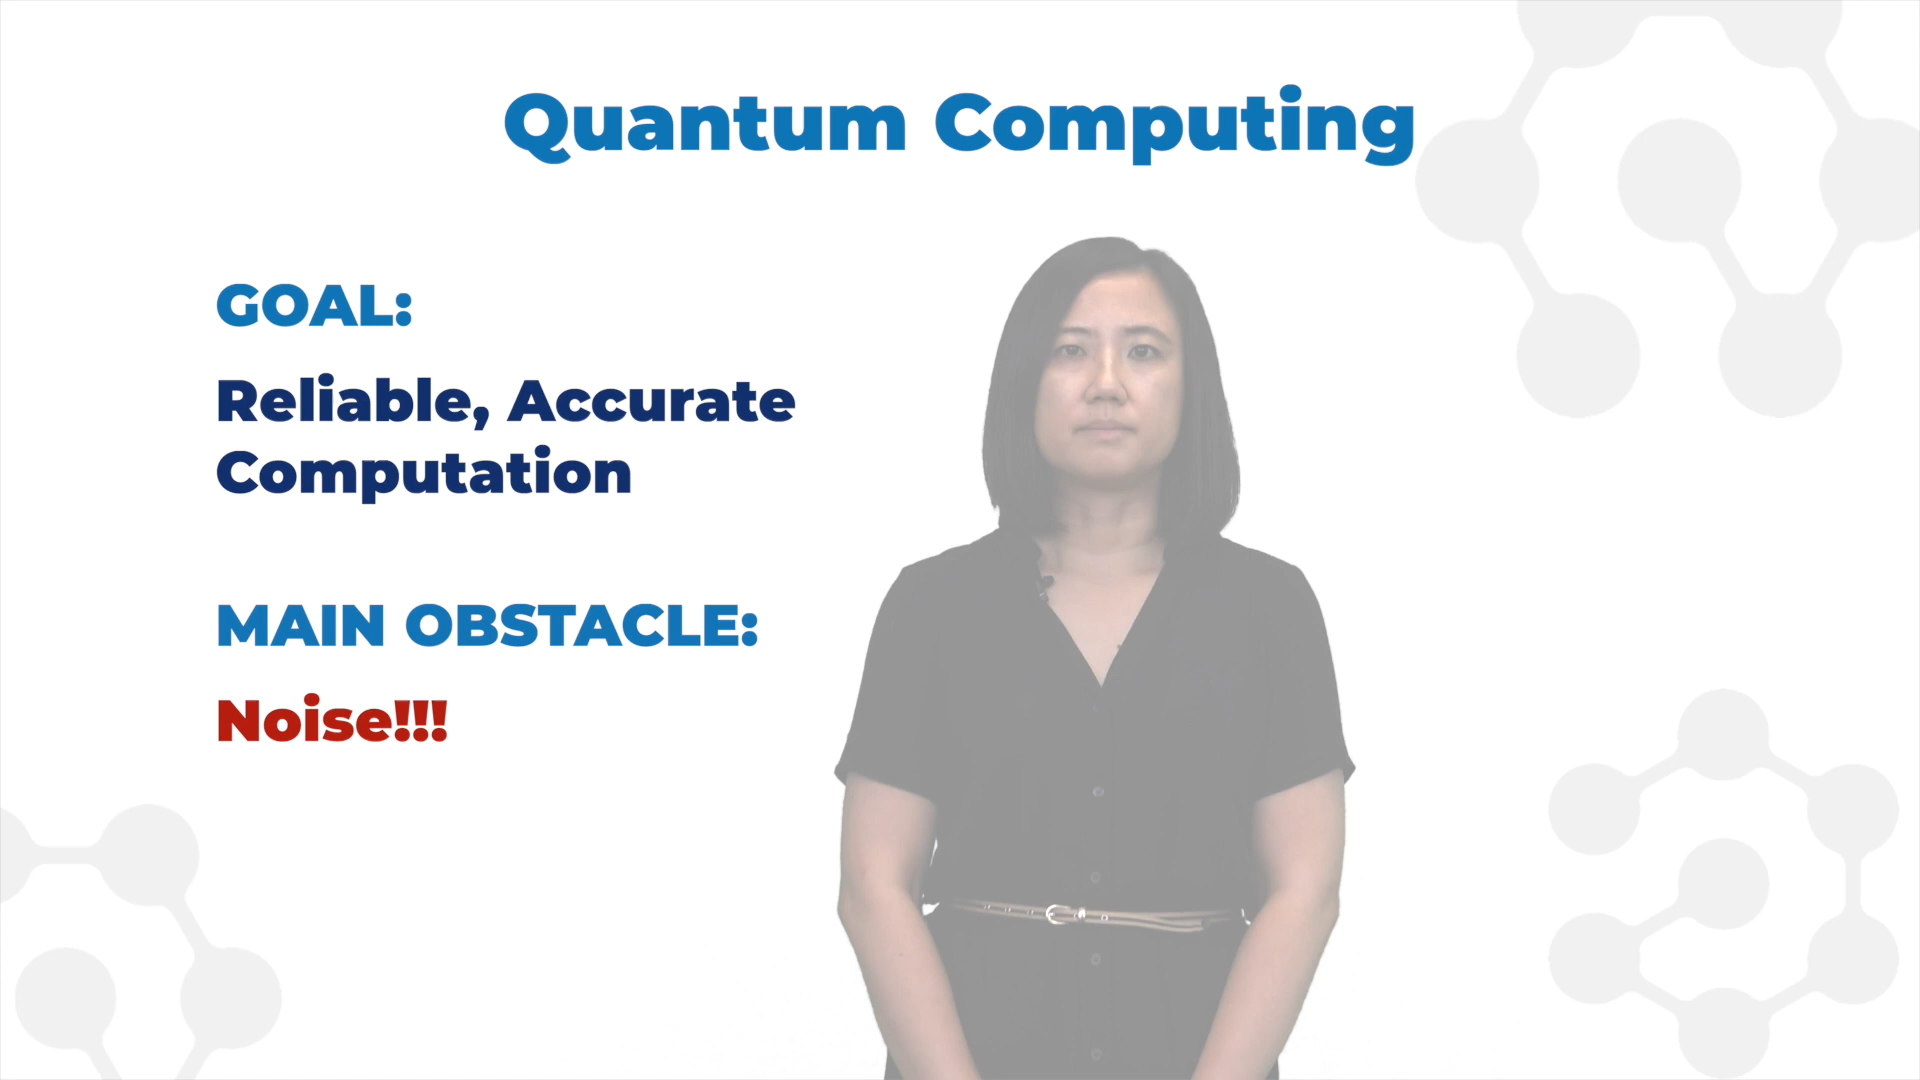 Quantum Computing
GOAL:
Reliable, Accurate
Computation
MAIN OBSTACLE:
Noise!!!